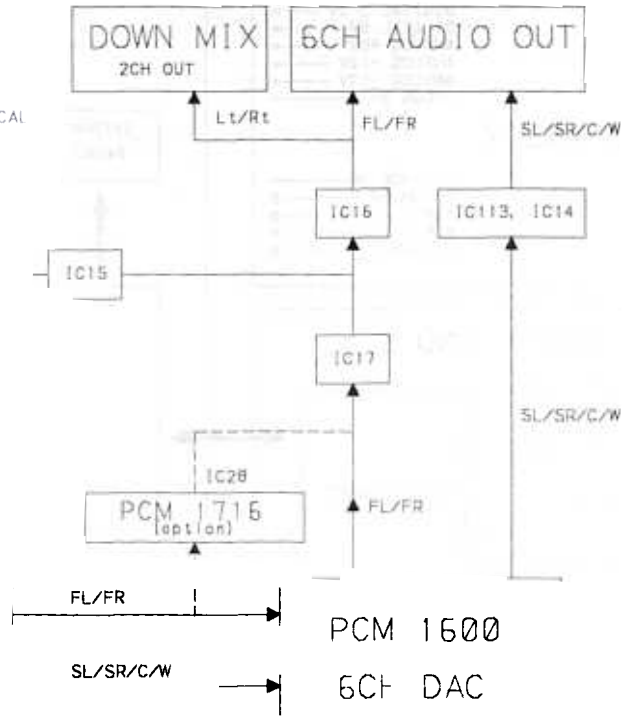 DOWN MIX
2CH OUT
6CH AUDIO OUT
CAL
Lt/Rt
FL/FR
SL/SR/C/W
IC16
IC113, IC14
IC15
IC17
SL/SR/C/W
IC28
PCM 1716
(option)
FL/FR
FL/FR
PCM 1600
SL/SR/C/W
6CH DAC